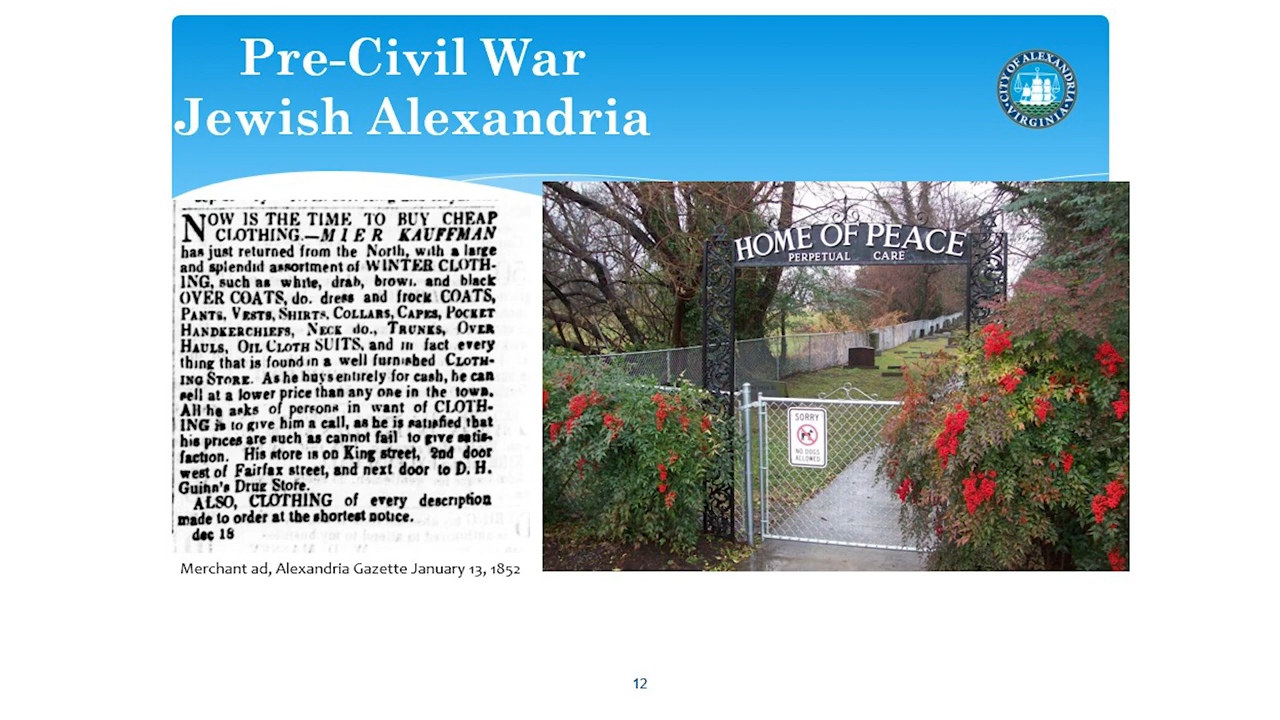 Pre-Civil War
Jewish Alexandria
CITY OF ALEXANDRIA
VIRGINIA
NOW IS THE TIME TO BUY CHEAP
CLOTHING.—MIER KAUFFMAN
has just returned from the North, with a large
and splendid assortment of WINTER CLOTH-
ING, such as white, drab, brown. and black
OVER COATS, do. dress and frock COATS,
PANTS, VESTS, SHIRTS, COLLARS, CAPES, POCKET
HANDKERCHIEFS, NECK do., TRUNKS, OVER
HAULS, OIL CLOTH SUITS, and in fact every
thing that is found in a well furnished CLOTH-
ING STORE. As he buys entirely for cash, he can
sell at a lower price than any one in the town.
All he asks of persons in want of CLOTH-
ING is to give him a call, as he is satisfied that
his prices are such as cannot fail to give satis-
faction. His store is on King street, 2nd door
west of Fairfax street, and next door to D. H.
Guinn's Drug Store.
ALSO, CLOTHING of every description
made to order at the shortest notice.
dec 18
Merchant ad, Alexandria Gazette January 13, 1852
HOME OF PEACE
PERPETUAL CARE
SORRY
NO DOGS
ALLOWED
12